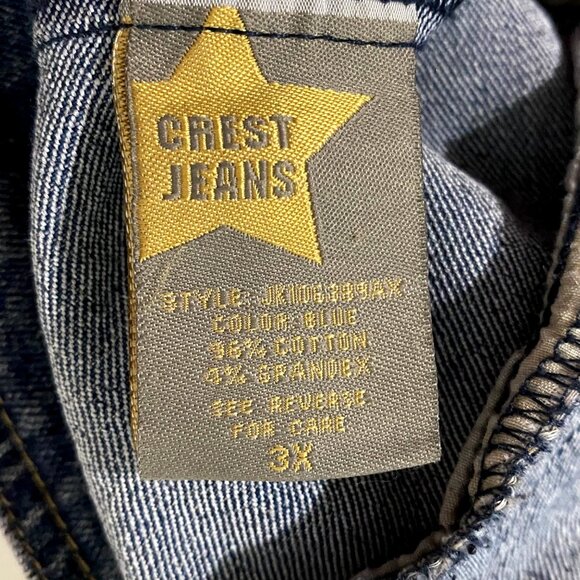 CREST
JEANS
STYLE:
COLOR: BLUE
96% COTTON
4% SPANDEX
SEE REVERSE
FOR CARE
3X